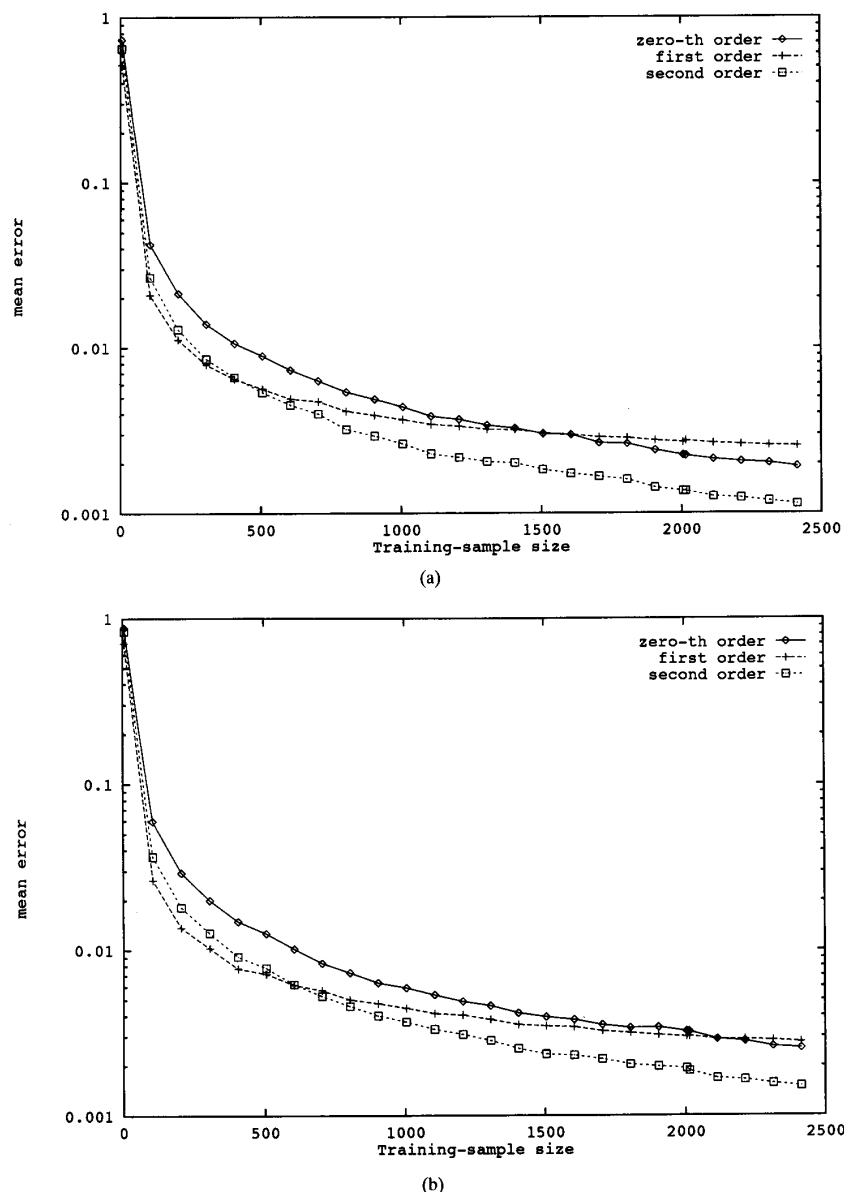 1
zero-th order
first order
second order
0.1
mean error
0.01
0.001
0 500 1000 1500 2000 2500
Training-sample size
(a)
1
zero-th order
first order
second order
0.1
mean error
0.01
0.001
0 500 1000 1500 2000 2500
Training-sample size
(b)